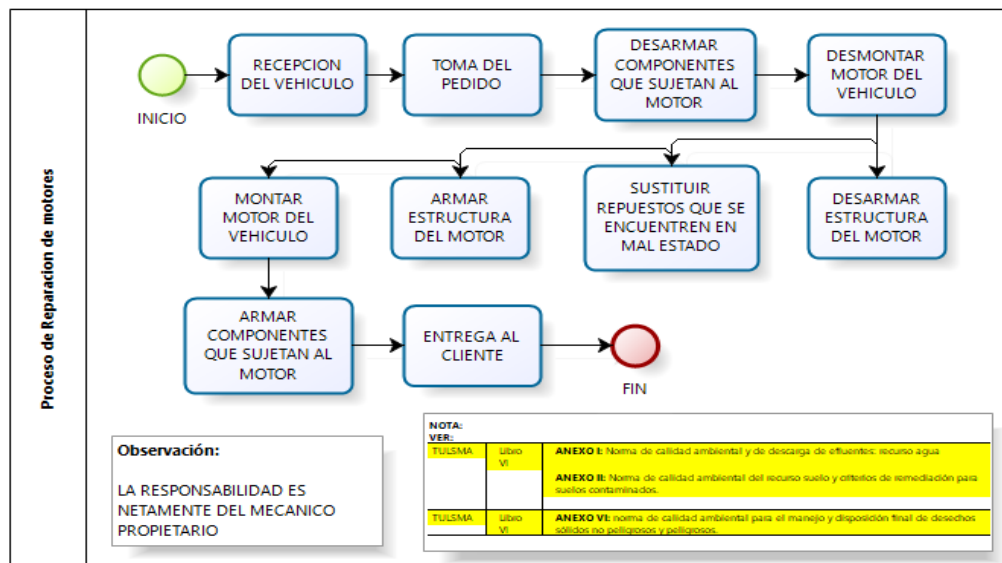 Proceso de Reparacion de motores
INICIO
RECEPCION
DEL VEHICULO
TOMA DEL
PEDIDO
DESARMAR
COMPONENTES
QUE SUJETAN AL
MOTOR
DESMONTAR
MOTOR DEL
VEHICULO
MONTAR
MOTOR DEL
VEHICULO
ARMAR
ESTRUCTURA
DEL MOTOR
SUSTITUIR
REPUESTOS QUE SE
ENCUENTREN EN
MAL ESTADO
DESARMAR
ESTRUCTURA
DEL MOTOR
ARMAR
COMPONENTES
QUE SUJETAN AL
MOTOR
ENTREGA AL
CLIENTE
FIN
Observación:
LA RESPONSABILIDAD ES
NETAMENTE DEL MECANICO
PROPIETARIO
NOTA:
VER:
TULSMA
Libro
VI
ANEXO I: Norma de calidad ambiental y de descarga de efluentes: recurso agua
ANEXO II: Norma de calidad ambiental del recurso suelo y criterios de remediación para
suelos contaminados.
TULSMA
Libro
VI
ANEXO VI: norma de calidad ambiental para el manejo y disposición final de desechos
sólidos no peligrosos y peligrosos.